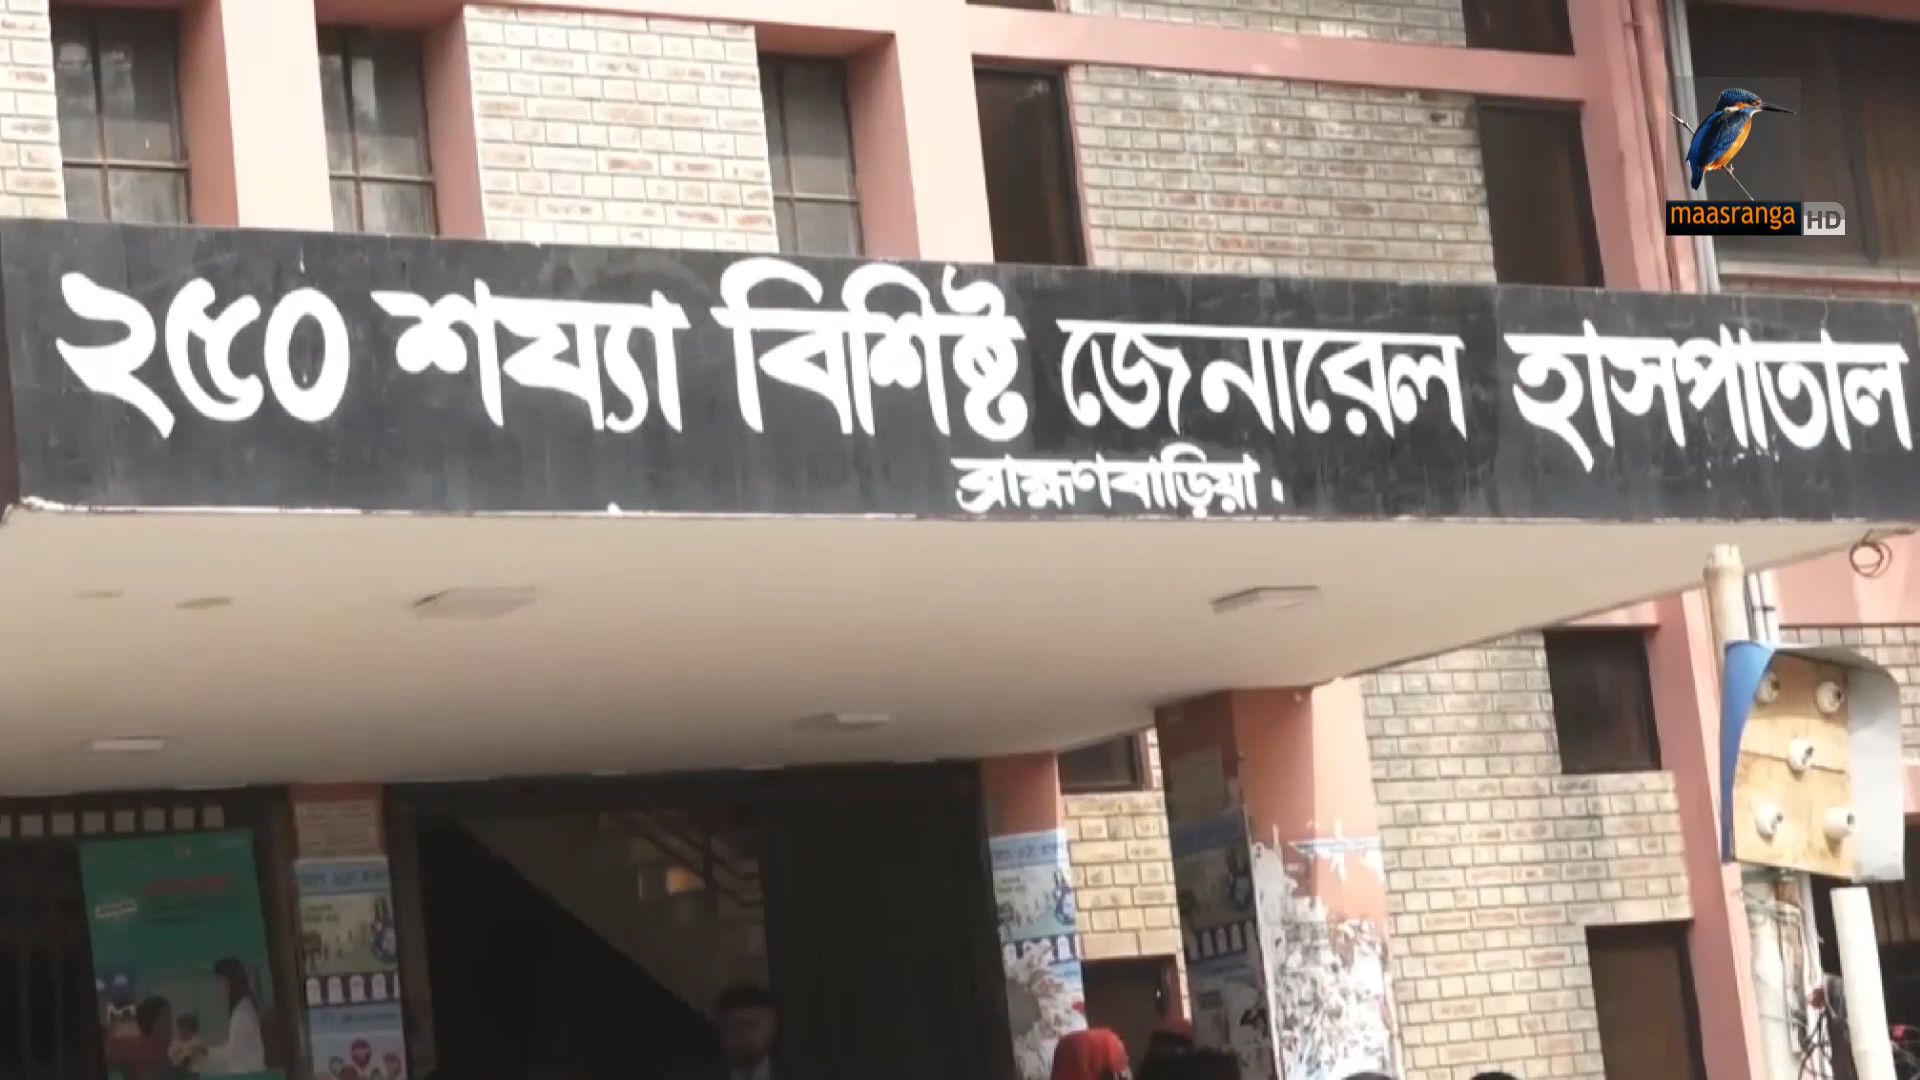 maasranga HD
২৫০ শয্যা বিশিষ্ট জেনারেল হাসপাতাল
ব্রাহ্মণবাড়িয়া।